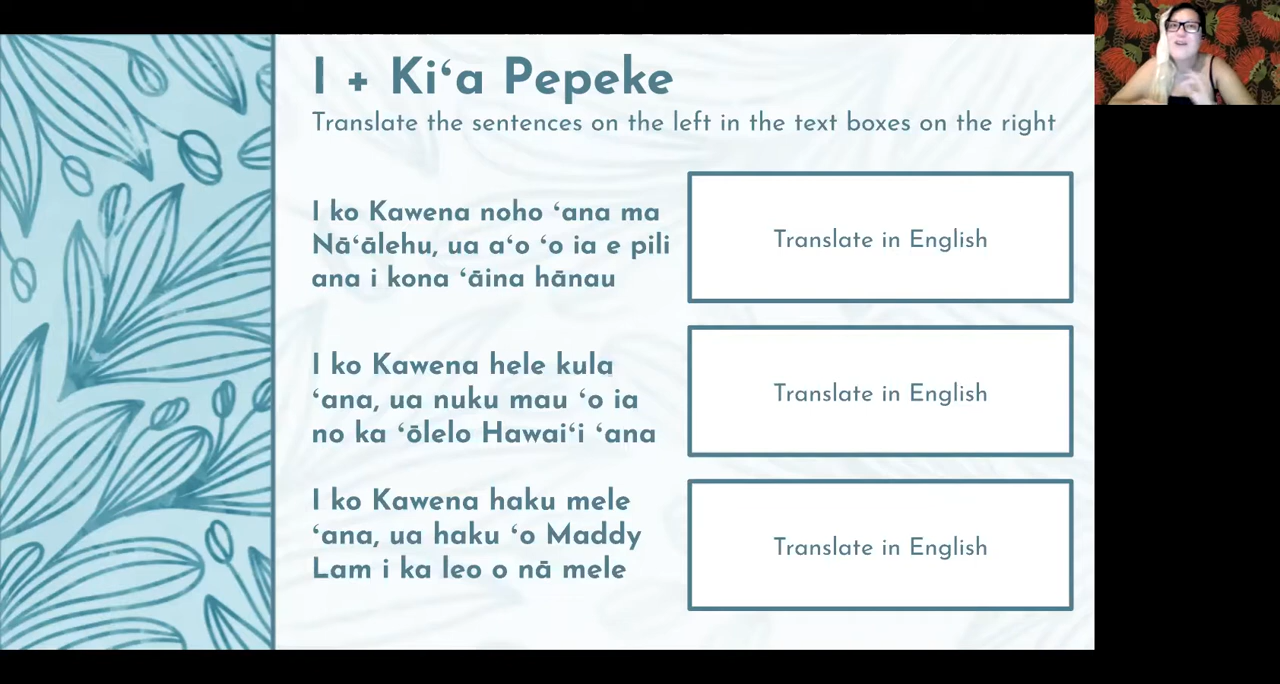 I + Kiʻa Pepeke
Translate the sentences on the left in the text boxes on the right
I ko Kawena noho ʻana ma
Nāʻālehu, ua aʻo ʻo ia e pili
ana i kona ʻāina hānau
Translate in English
I ko Kawena hele kula
ʻana, ua nuku mau ʻo ia
no ka ʻōlelo Hawaiʻi ʻana
Translate in English
I ko Kawena haku mele
ʻana, ua haku ʻo Maddy
Lam i ka leo o nā mele
Translate in English